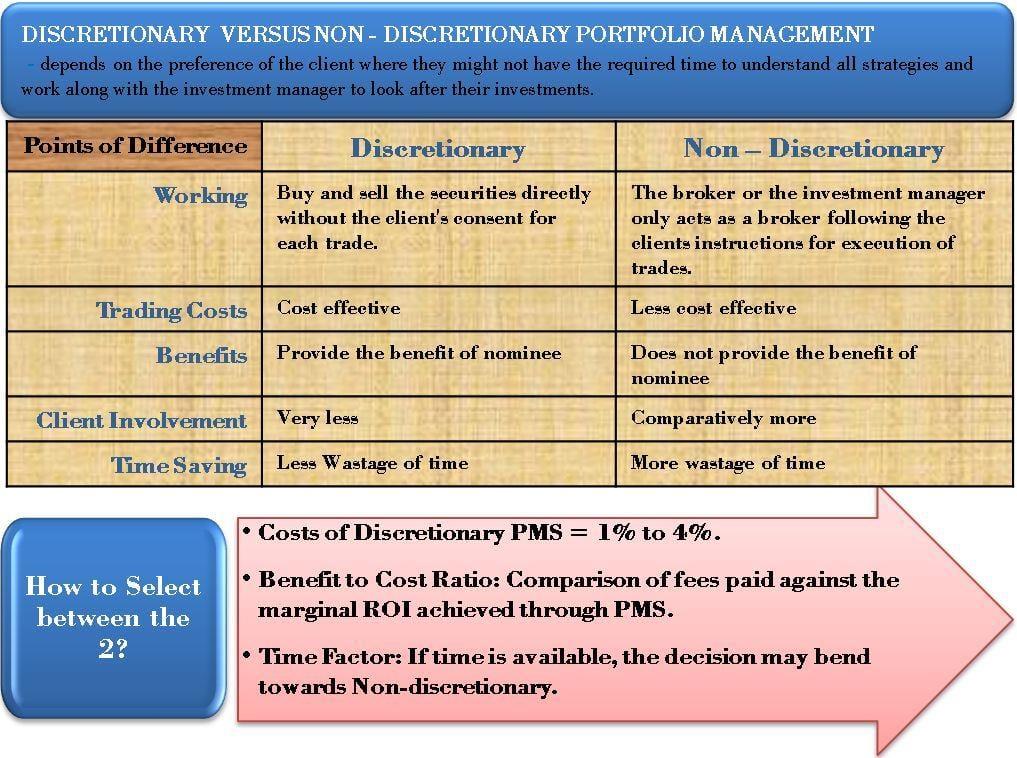 DISCRETIONARY VERSUS NON - DISCRETIONARY PORTFOLIO MANAGEMENT
- depends on the preference of the client where they might not have the required time to understand all strategies and
work along with the investment manager to look after their investments.
Points of Difference
Discretionary
Non – Discretionary
Working
Buy and sell the securities directly
without the client's consent for
each trade.
The broker or the investment manager
only acts as a broker following the
clients instructions for execution of
trades.
Trading Costs
Cost effective
Less cost effective
Benefits
Provide the benefit of nominee
Does not provide the benefit of
nominee
Client Involvement
Very less
Comparatively more
Time Saving
Less Wastage of time
More wastage of time
How to Select
between the
2?
• Costs of Discretionary PMS = 1% to 4%.
• Benefit to Cost Ratio: Comparison of fees paid against the
marginal ROI achieved through PMS.
• Time Factor: If time is available, the decision may bend
towards Non-discretionary.